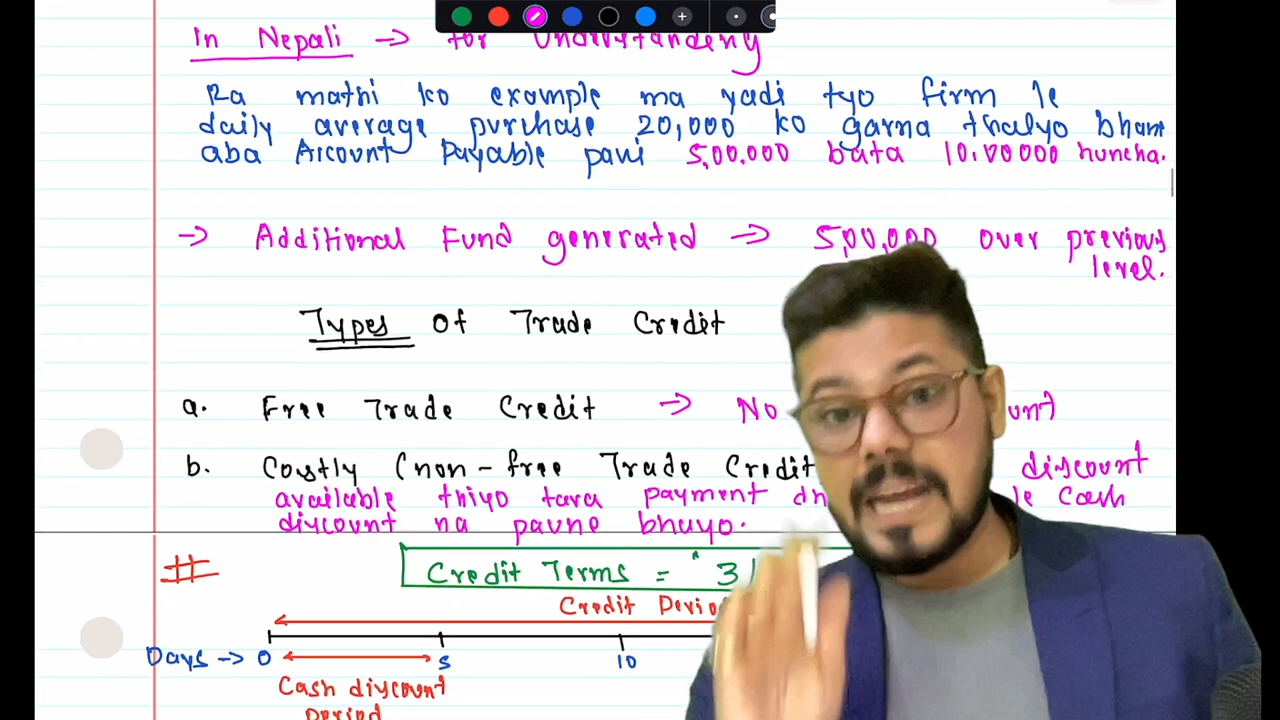 In Nepali → for Understanding
Ra mathi ko example ma yadi tyo firm le
daily average purchase 20,000 ko garna thalyo bhane
aba Account Payable pani 5,00,000 bata 10,00000 huncha.
→ Additional Fund generated → 5,00,000 over previous
level.
Types of Trade Credit
a. Free Trade Credit → No
b. Costly (non-free Trade Credit discount
available thiyo tara payment Cash
discount na paune bhayo.
# Credit Terms = " 3/
Credit Period
Days → 0 5 10
Cash discount
period